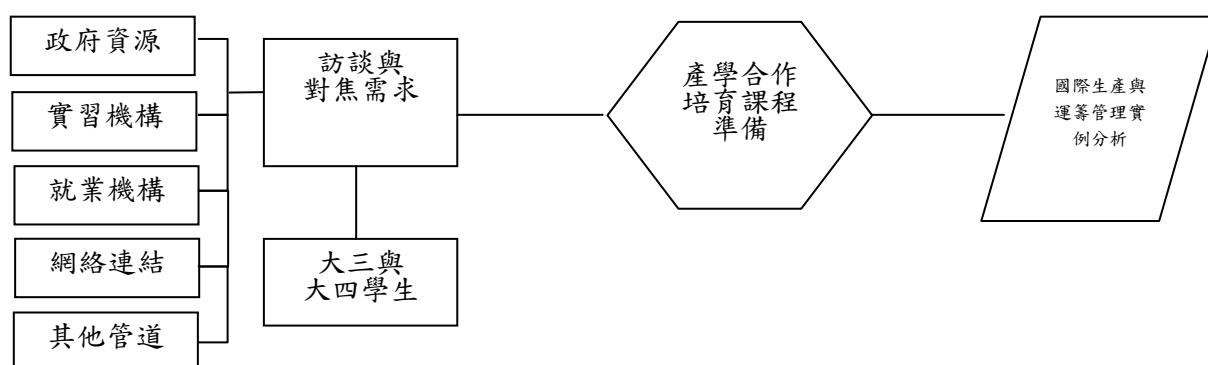 政府資源
實習機構
就業機構
網絡連結
其他管道
訪談與
對焦需求
大三與
大四學生
產學合作
培育課程
準備
國際生產與
運籌管理實
例分析